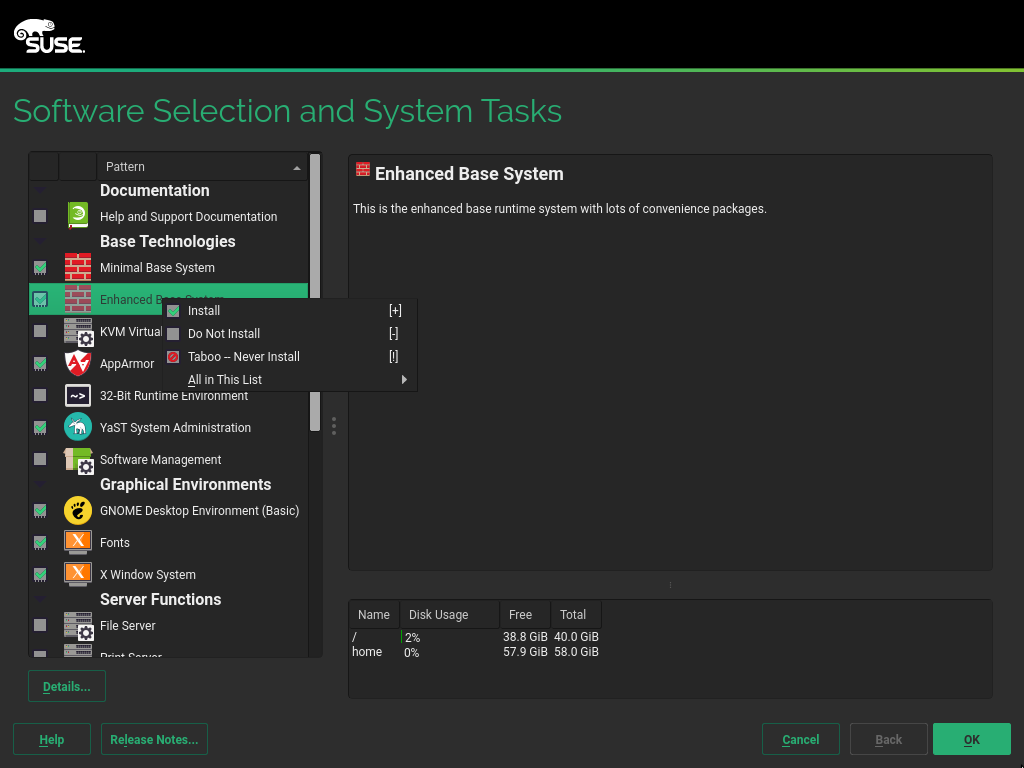 SUSE.
Software Selection and System Tasks
Pattern
Documentation
Help and Support Documentation
Base Technologies
Minimal Base System
Enhanced Base System
KVM Virtual
AppArmor
32-Bit Runtime Environment
YaST System Administration
Software Management
Graphical Environments
GNOME Desktop Environment (Basic)
Fonts
X Window System
Server Functions
File Server
Print Server
Install [+]
Do Not Install [-]
Taboo -- Never Install [!]
All in This List
Enhanced Base System
This is the enhanced base runtime system with lots of convenience packages.
Name Disk Usage Free Total
/ 2% 38.8 GiB 40.0 GiB
home 0% 57.9 GiB 58.0 GiB
Details...
Help Release Notes... Cancel Back OK